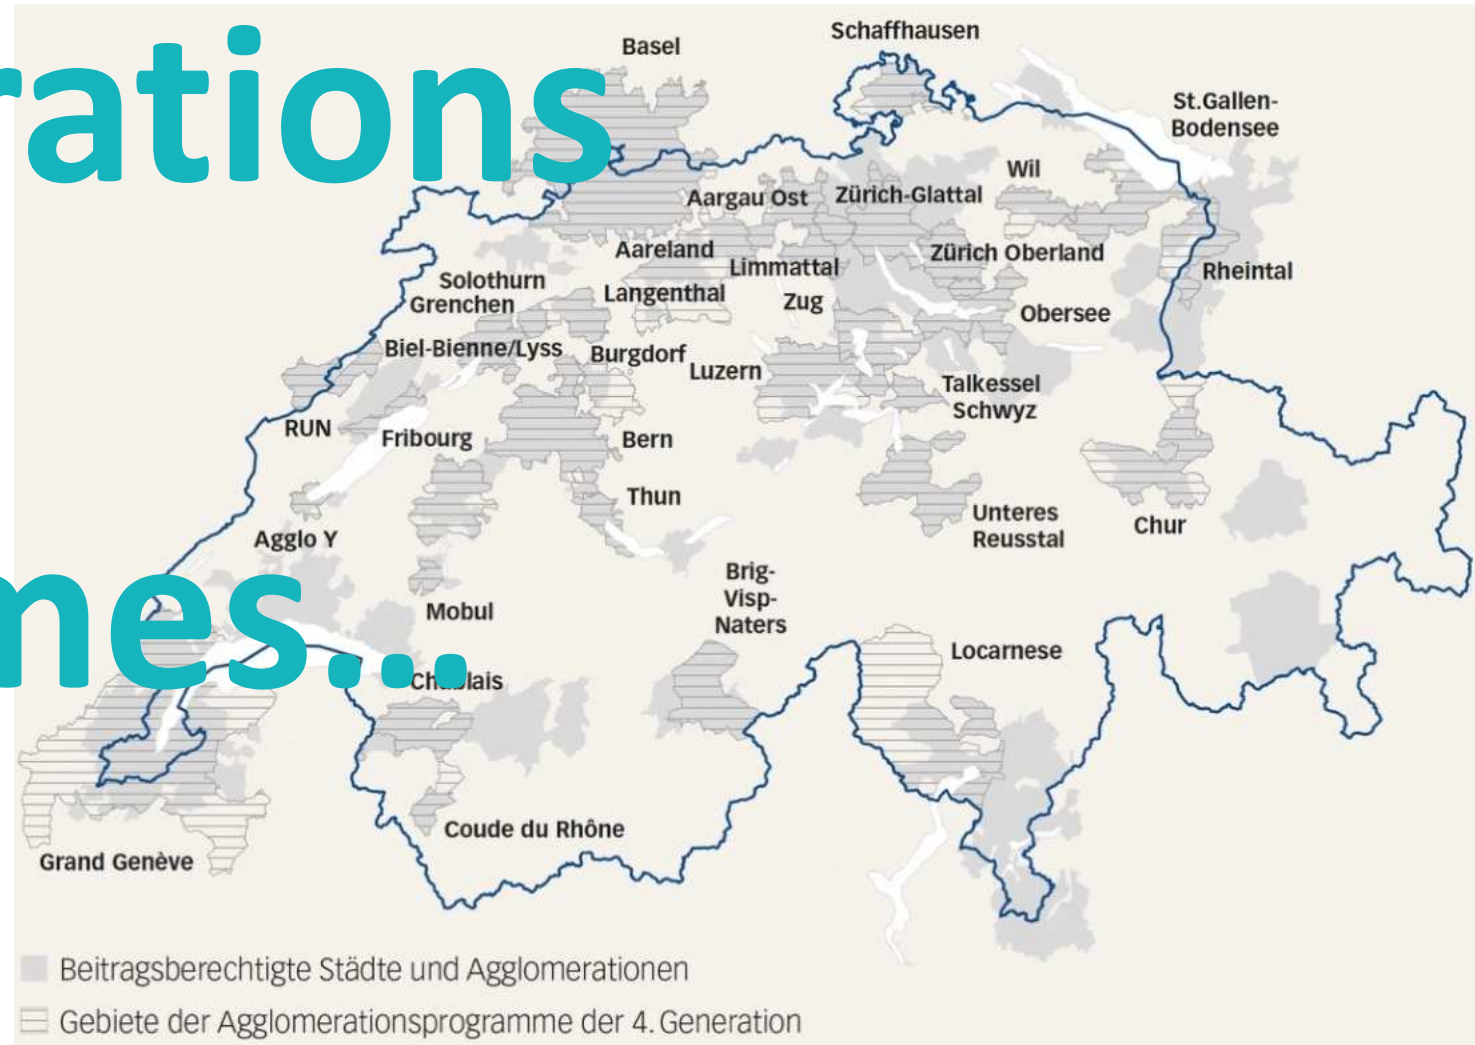 rations
mes...
Basel
Schaffhausen
St.Gallen-
Bodensee
Wil
Aargau Ost
Zürich-Glattal
Aareland
Limmattal
Zürich Oberland
Rheintal
Solothurn
Grenchen
Langenthal
Zug
Obersee
Biel-Bienne/Lyss
Burgdorf
Luzern
Talkessel
Schwyz
RUN
Fribourg
Bern
Thun
Unteres
Reusstal
Chur
Agglo Y
Mobul
Brig-
Visp-
Naters
Locarnese
Chablais
Coude du Rhône
Grand Genève
Beitragsberechtigte Städte und Agglomerationen
Gebiete der Agglomerationsprogramme der 4. Generation